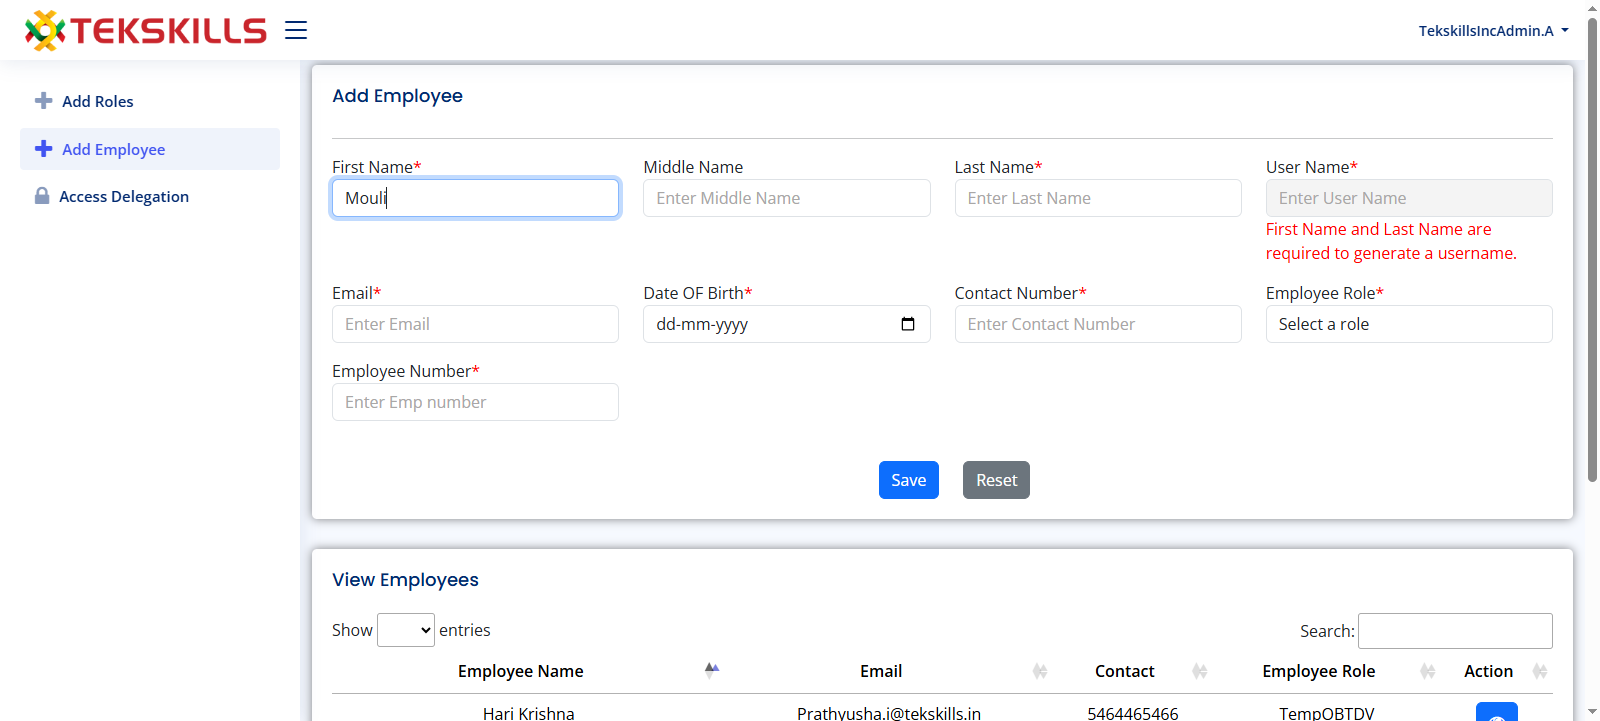 TEKSKILLS
TekskillsIncAdmin.A
Add Roles
Add Employee
Access Delegation
Add Employee
First Name*
Middle Name
Last Name*
User Name*
Mouli
Enter Middle Name
Enter Last Name
Enter User Name
First Name and Last Name are
required to generate a username.
Email*
Date OF Birth*
Contact Number*
Employee Role*
Enter Email
dd-mm-yyyy
Enter Contact Number
Select a role
Employee Number*
Enter Emp number
Save
Reset
View Employees
Show entries
Search:
Employee Name
Email
Contact
Employee Role
Action
Hari Krishna
Prathyusha.i@tekskills.in
5464465466
TempOBTDV